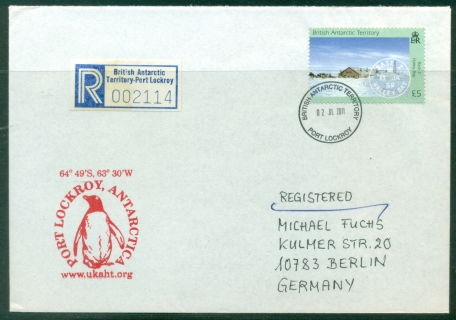 British Antarctic Territory
£5
R
British Antarctic
Territory-Port Lockroy
002114
BRITISH ANTARCTIC TERRITORY
PORT LOCKROY
64° 49'S, 63° 30'W
PORT LOCKROY, ANTARCTICA
www.ukaht.org
REGISTERED
MICHAEL FUCHS
KULMER STR. 20
10783 BERLIN
GERMANY